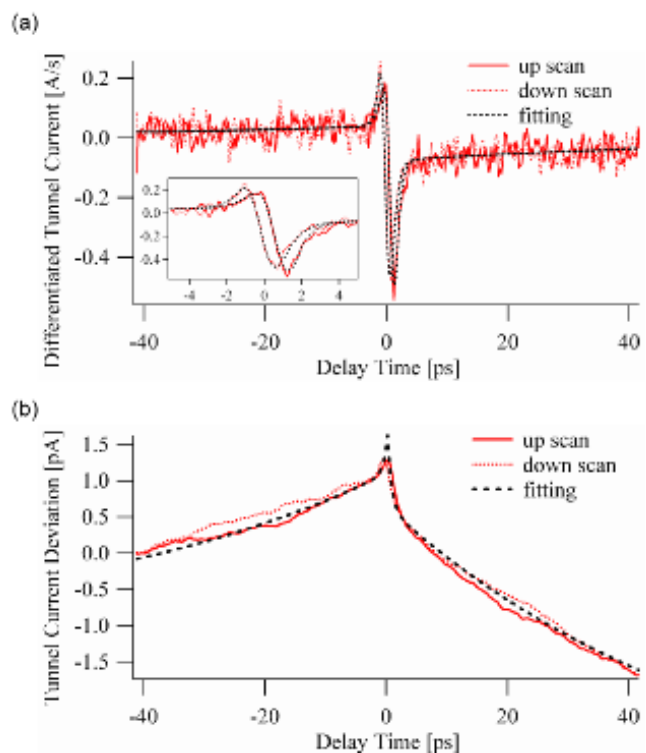 (a)
Differentiated Tunnel Current [A/s]
0.2
0.0
-0.2
-0.4
up scan
down scan
fitting
0.2
0.0
-0.2
-0.4
-4 -2 0 2 4
-40 -20 0 20 40
Delay Time [ps]
(b)
Tunnel Current Deviation [pA]
1.5
1.0
0.5
0.0
-0.5
-1.0
-1.5
up scan
down scan
fitting
-40 -20 0 20 40
Delay Time [ps]